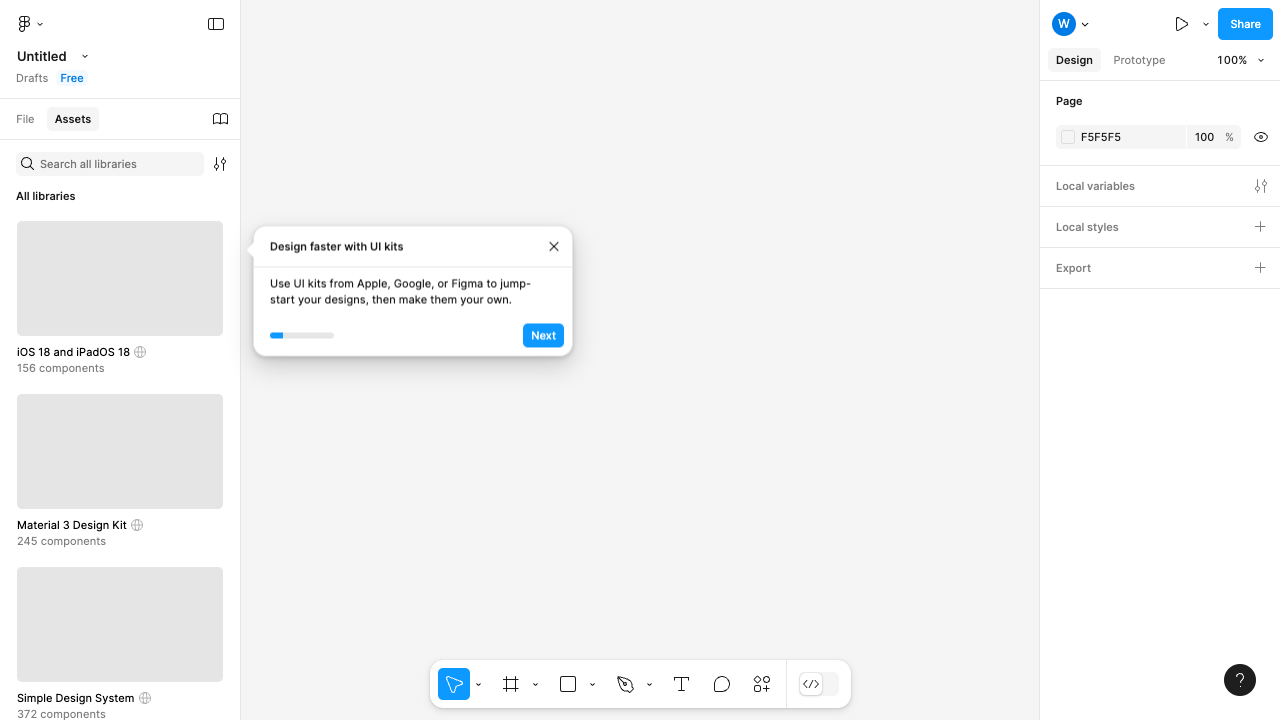 Untitled
Drafts
Free
File
Assets
Search all libraries
All libraries
iOS 18 and iPadOS 18
156 components
Material 3 Design Kit
245 components
Simple Design System
372 components
Design faster with UI kits
Use UI kits from Apple, Google, or Figma to jump-
start your designs, then make them your own.
Next
W
Share
Design
Prototype
100%
Page
F5F5F5
100
%
Local variables
Local styles
Export
?